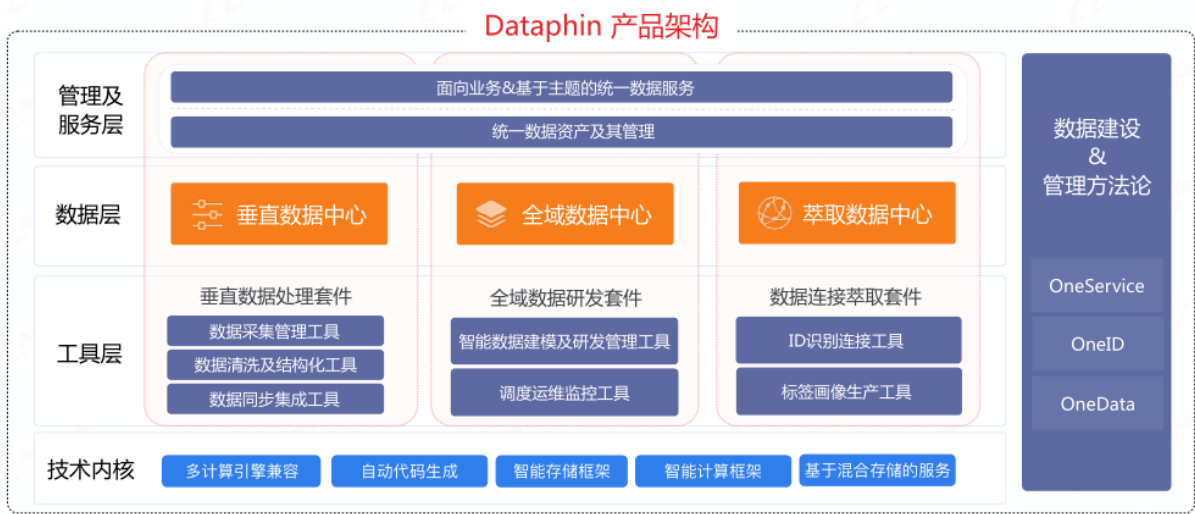 Dataphin 产品架构
管理及
服务层
面向业务&基于主题的统一数据服务
统一数据资产及其管理
数据层
垂直数据中心
全域数据中心
萃取数据中心
工具层
垂直数据处理套件
数据采集管理工具
数据清洗及结构化工具
数据同步集成工具
全域数据研发套件
智能数据建模及研发管理工具
调度运维监控工具
数据连接萃取套件
ID识别连接工具
标签画像生产工具
技术内核
多计算引擎兼容
自动代码生成
智能存储框架
智能计算框架
基于混合存储的服务
数据建设
&
管理方法论
OneService
OneID
OneData